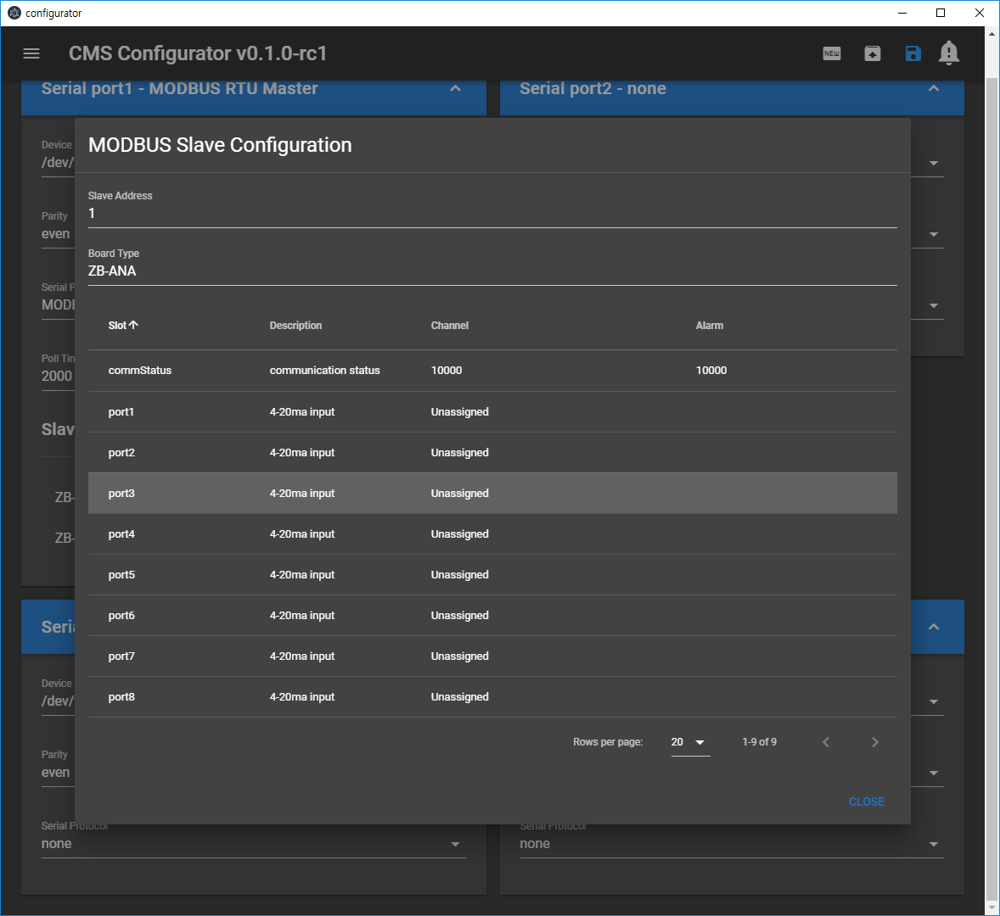 configurator
CMS Configurator v0.1.0-rc1
NEW
Serial port1 - MODBUS RTU Master
Serial port2 - none
MODBUS Slave Configuration
Device
/dev/
Slave Address
1
Parity
even
Board Type
ZB-ANA
Serial P
MODB
Slot Description Channel Alarm
Poll Tim
2000
commStatus communication status 10000 10000
port1 4-20ma input Unassigned
Slav
port2 4-20ma input Unassigned
port3 4-20ma input Unassigned
ZB-
port4 4-20ma input Unassigned
ZB-
port5 4-20ma input Unassigned
port6 4-20ma input Unassigned
Seria
port7 4-20ma input Unassigned
Device
/dev/
port8 4-20ma input Unassigned
Rows per page: 20 1-9 of 9
Parity
even
CLOSE
Serial Protocol
none
Serial Protocol
none